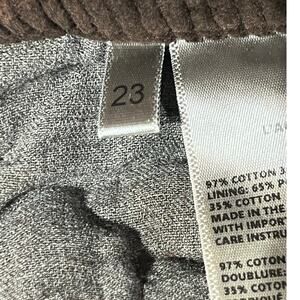 23
L'A
97% COTTON 3
LINING: 65% P
35% COTTON
MADE IN THE
WITH IMPORT
CARE INSTRU
97% COTON
DOUBLURE:
35% COTON